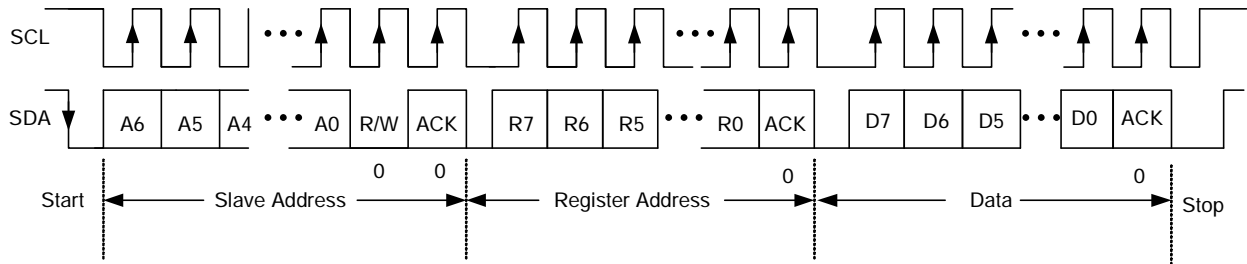 SCL
SDA A6 A5 A4 A0 R/W ACK R7 R6 R5 R0 ACK D7 D6 D5 D0 ACK
0 0 0 0
Start Slave Address Register Address Data Stop